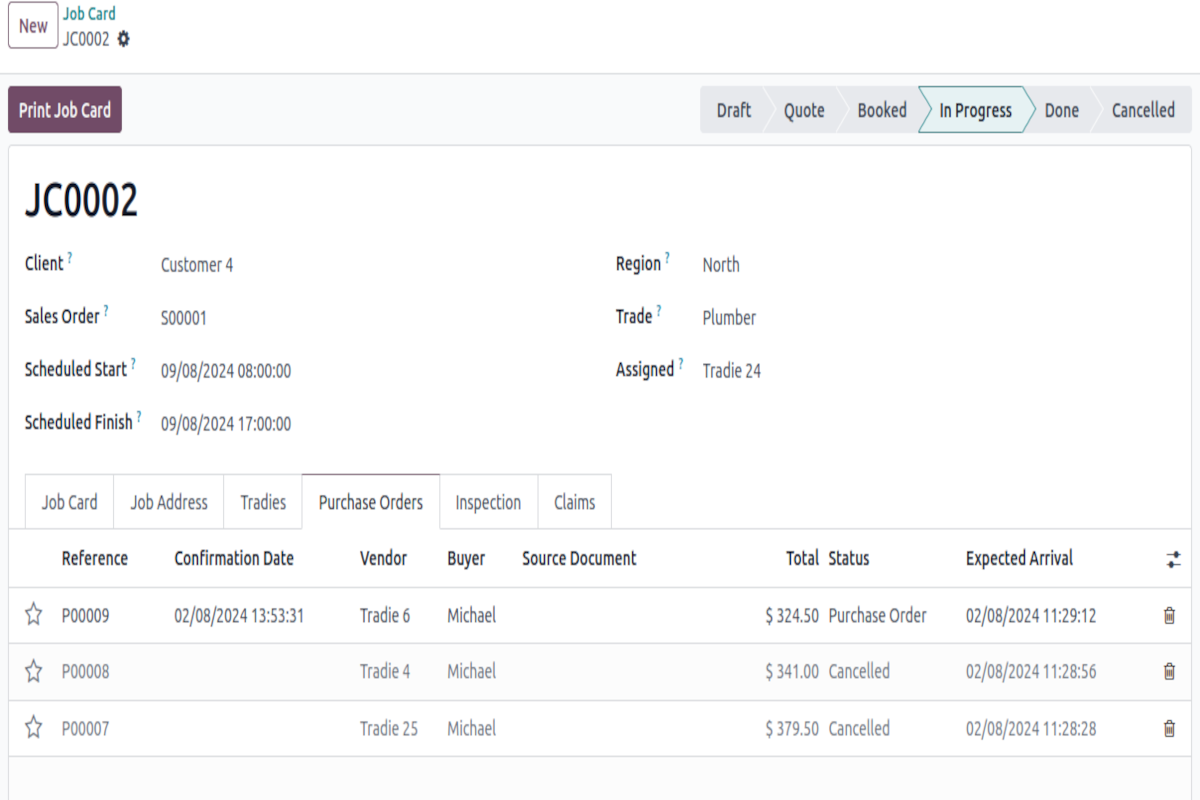 New
Job Card
JC0002
Print Job Card
Draft Quote Booked In Progress Done Cancelled
JC0002
Client ? Customer 4 Region ? North
Sales Order ? S00001 Trade ? Plumber
Scheduled Start ? 09/08/2024 08:00:00 Assigned ? Tradie 24
Scheduled Finish ? 09/08/2024 17:00:00
Job Card Job Address Tradies Purchase Orders Inspection Claims
Reference Confirmation Date Vendor Buyer Source Document Total Status Expected Arrival
P00009 02/08/2024 13:53:31 Tradie 6 Michael $ 324.50 Purchase Order 02/08/2024 11:29:12
P00008 Tradie 4 Michael $ 341.00 Cancelled 02/08/2024 11:28:56
P00007 Tradie 25 Michael $ 379.50 Cancelled 02/08/2024 11:28:28